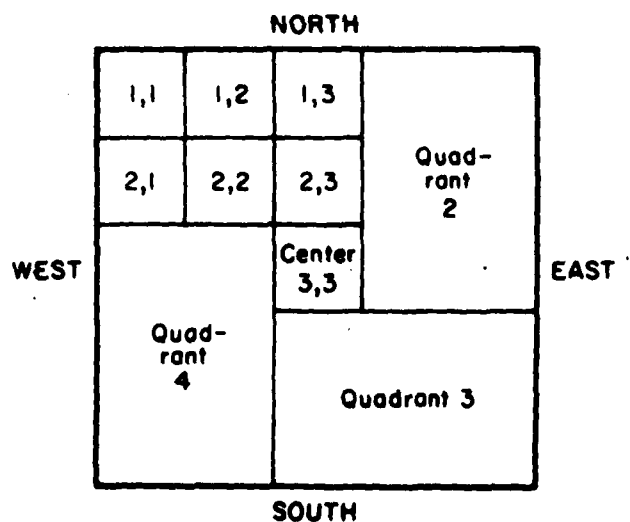 NORTH
1,1 1,2 1,3
2,1 2,2 2,3
Quad-
rant
2
WEST
Center
3,3
EAST
Quad-
rant
4
Quadrant 3
SOUTH